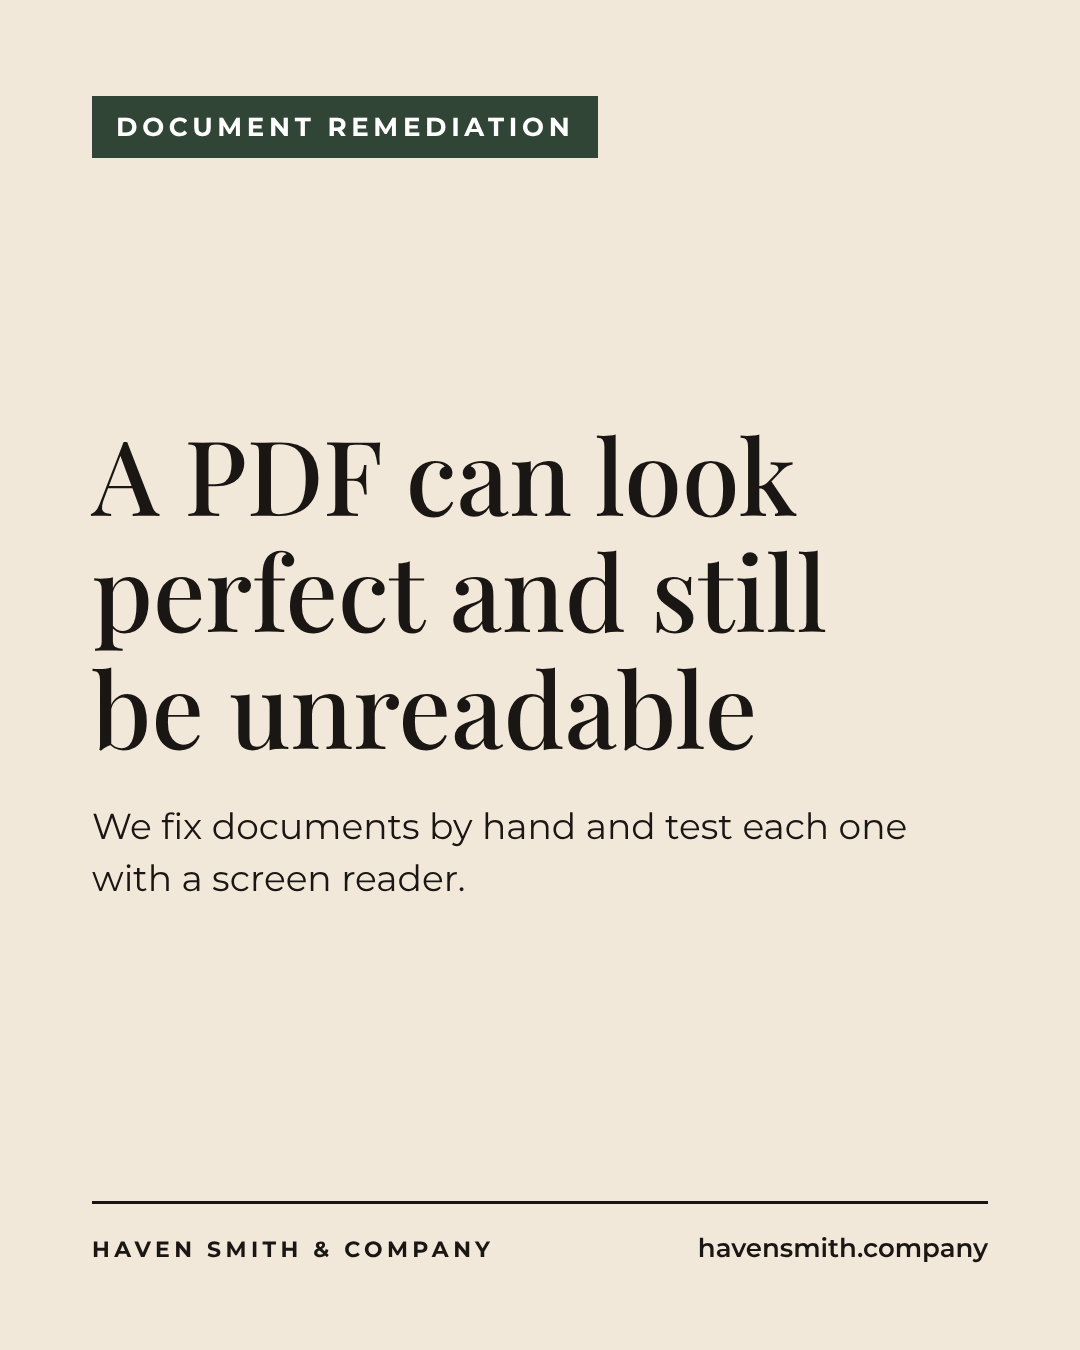 DOCUMENT REMEDIATION
A PDF can look
perfect and still
be unreadable
We fix documents by hand and test each one
with a screen reader.
HAVEN SMITH & COMPANY
havensmith.company